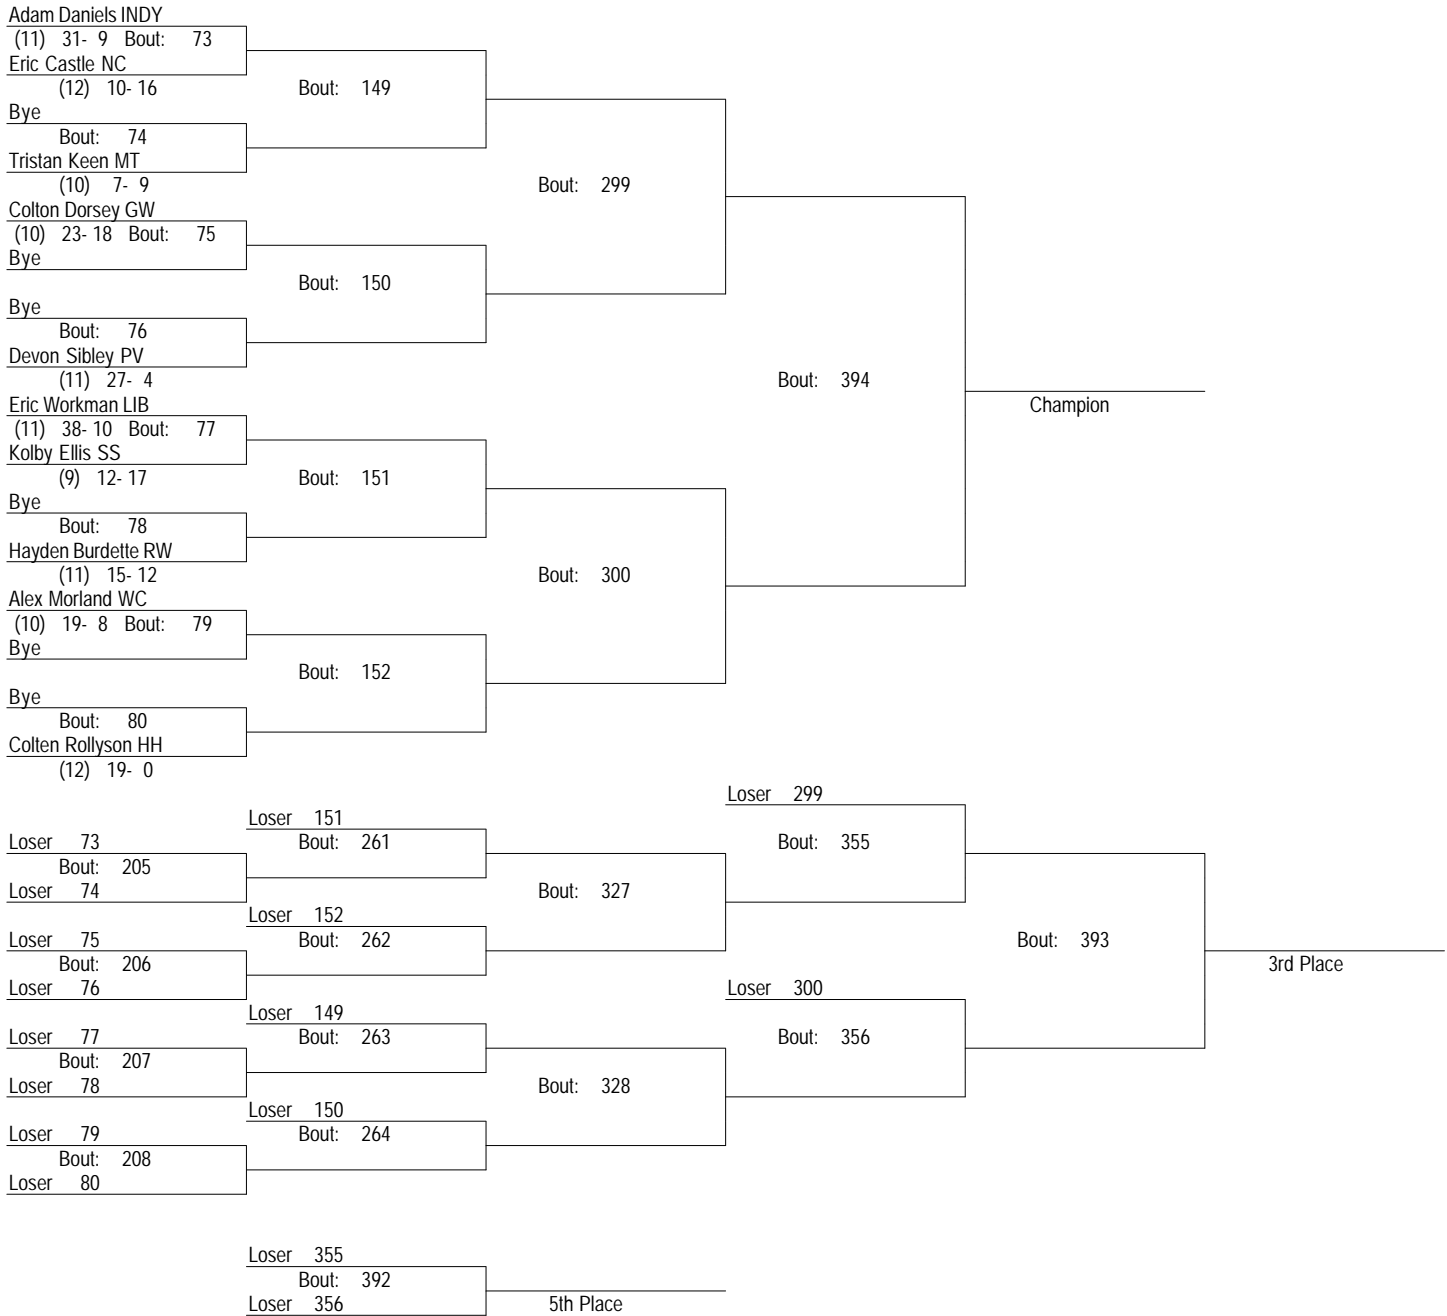 Adam Daniels INDY
(11) 31- 9 Bout: 73
Eric Castle NC
(12) 10- 16
Bout: 149
Bye
Bout: 74
Tristan Keen MT
(10) 7- 9
Bout: 299
Colton Dorsey GW
(10) 23- 18 Bout: 75
Bye
Bout: 150
Bye
Bout: 76
Devon Sibley PV
(11) 27- 4
Bout: 394
Champion
Eric Workman LIB
(11) 38- 10 Bout: 77
Kolby Ellis SS
(9) 12- 17
Bout: 151
Bye
Bout: 78
Hayden Burdette RW
(11) 15- 12
Bout: 300
Alex Morland WC
(10) 19- 8 Bout: 79
Bye
Bout: 152
Bye
Bout: 80
Colten Rollyson HH
(12) 19- 0
Loser 299
Loser 151
Loser 73
Bout: 261
Bout: 355
Bout: 205
Loser 74
Bout: 327
Loser 152
Loser 75
Bout: 262
Bout: 393
Bout: 206
3rd Place
Loser 76
Loser 300
Loser 149
Loser 77
Bout: 263
Bout: 356
Bout: 207
Loser 78
Bout: 328
Loser 150
Loser 79
Bout: 264
Bout: 208
Loser 80
Loser 355
Bout: 392
Loser 356
5th Place